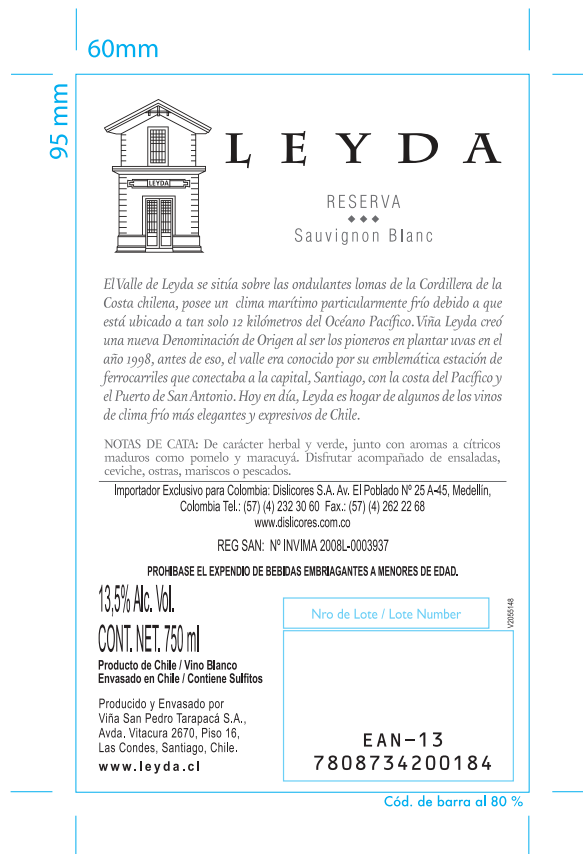 60mm
95 mm
LEYDA
LEYDA
RESERVA
Sauvignon Blanc
El Valle de Leyda se sitúa sobre las ondulantes lomas de la Cordillera de la
Costa chilena, posee un clima marítimo particularmente frío debido a que
está ubicado a tan solo 12 kilómetros del Océano Pacífico. Viña Leyda creó
una nueva Denominación de Origen al ser los pioneros en plantar uvas en el
año 1998, antes de eso, el valle era conocido por su emblemática estación de
ferrocarriles que conectaba a la capital, Santiago, con la costa del Pacífico y
el Puerto de San Antonio. Hoy en día, Leyda es hogar de algunos de los vinos
de clima frío más elegantes y expresivos de Chile.
NOTAS DE CATA: De carácter herbal y verde, junto con aromas a cítricos
maduros como pomelo y maracuyá. Disfrutar acompañado de ensaladas,
ceviche, ostras, mariscos o pescados.
Importador Exclusivo para Colombia: Dislicores S.A. Av. El Poblado Nº 25 A-45, Medellín,
Colombia Tel.: (57) (4) 232 30 60 Fax.: (57) (4) 262 22 68
www.dislicores.com.co
REG SAN: Nº INVIMA 2008L-0003937
PROHIBASE EL EXPENDIO DE BEBIDAS EMBRIAGANTES A MENORES DE EDAD.
13,5% Alc. Vol.
CONT. NET. 750 ml
Producto de Chile / Vino Blanco
Envasado en Chile / Contiene Sulfitos
Producido y Envasado por
Viña San Pedro Tarapacá S.A.,
Avda. Vitacura 2670, Piso 16,
Las Condes, Santiago, Chile.
www.leyda.cl
Nro de Lote / Lote Number
V2055148
EAN-13
7808734200184
Cód. de barra al 80 %